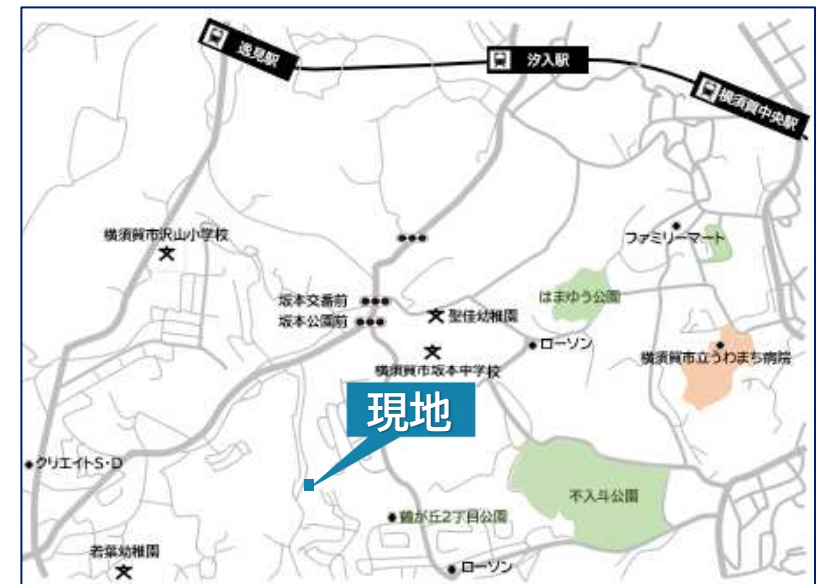 逸見駅
汐入駅
横須賀中央駅
横須賀市沢山小学校
ファミリーマート
坂本交番前
坂本公園前
聖佳幼稚園
はまゆう公園
ローソン
横須賀市坂本中学校
横須賀市立うわまち病院
現地
クリエイトS・D
不入斗公園
鶴が丘2丁目公園
若葉幼稚園
ローソン